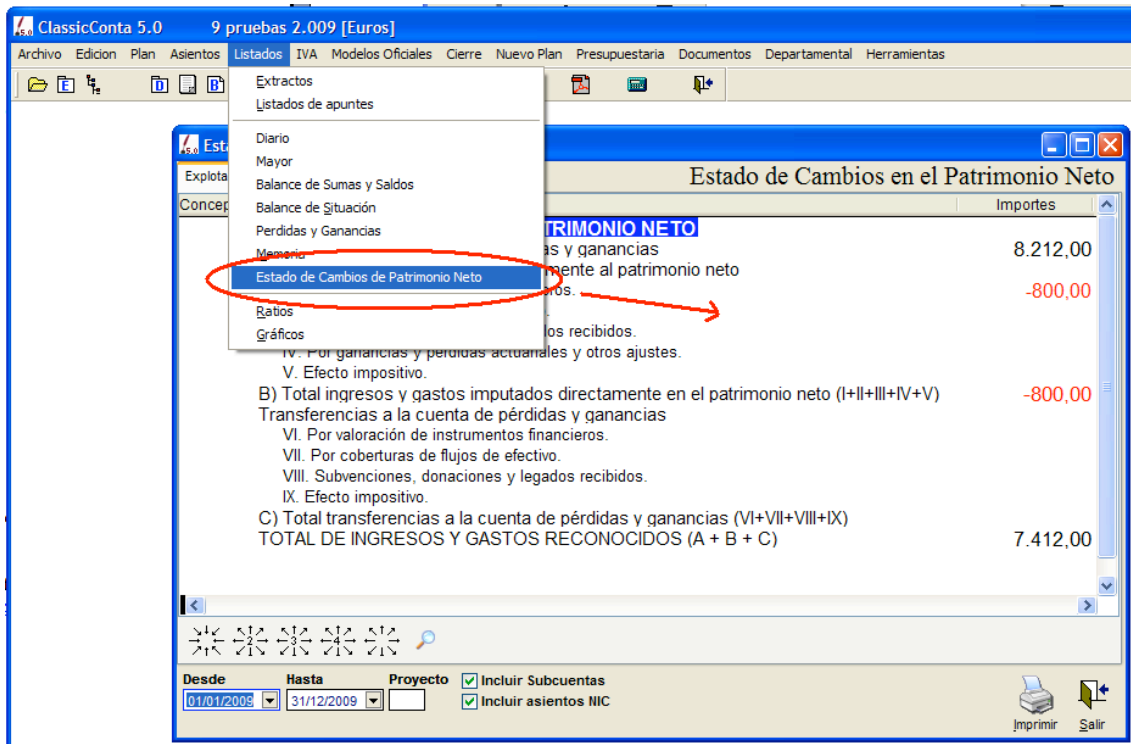 ClassicConta 5.0 9 pruebas 2.009 [Euros]
Archivo Edicion Plan Asientos Listados IVA Modelos Oficiales Cierre Nuevo Plan Presupuestaria Documentos Departamental Herramientas
Extractos
Listados de apuntes
Diario
Mayor
Balance de Sumas y Saldos
Balance de Situación
Perdidas y Ganancias
Memoria
Estado de Cambios de Patrimonio Neto
Ratios
Gráficos
Estado de Cambios en el Patrimonio Neto
Importes
NETO
y ganancias 8.212,00
al patrimonio neto
-800,00
recibidos.
IV. Por ganancias y perdidas actuariales y otros ajustes.
V. Efecto impositivo.
B) Total ingresos y gastos imputados directamente en el patrimonio neto (I+II+III+IV+V) -800,00
Transferencias a la cuenta de pérdidas y ganancias
VI. Por valoración de instrumentos financieros.
VII. Por coberturas de flujos de efectivo.
VIII. Subvenciones, donaciones y legados recibidos.
IX. Efecto impositivo.
C) Total transferencias a la cuenta de pérdidas y ganancias (VI+VII+VIII+IX)
TOTAL DE INGRESOS Y GASTOS RECONOCIDOS (A + B + C) 7.412,00
Desde Hasta Proyecto Incluir Subcuentas
01/01/2009 31/12/2009 Incluir asientos NIC
Imprimir Salir